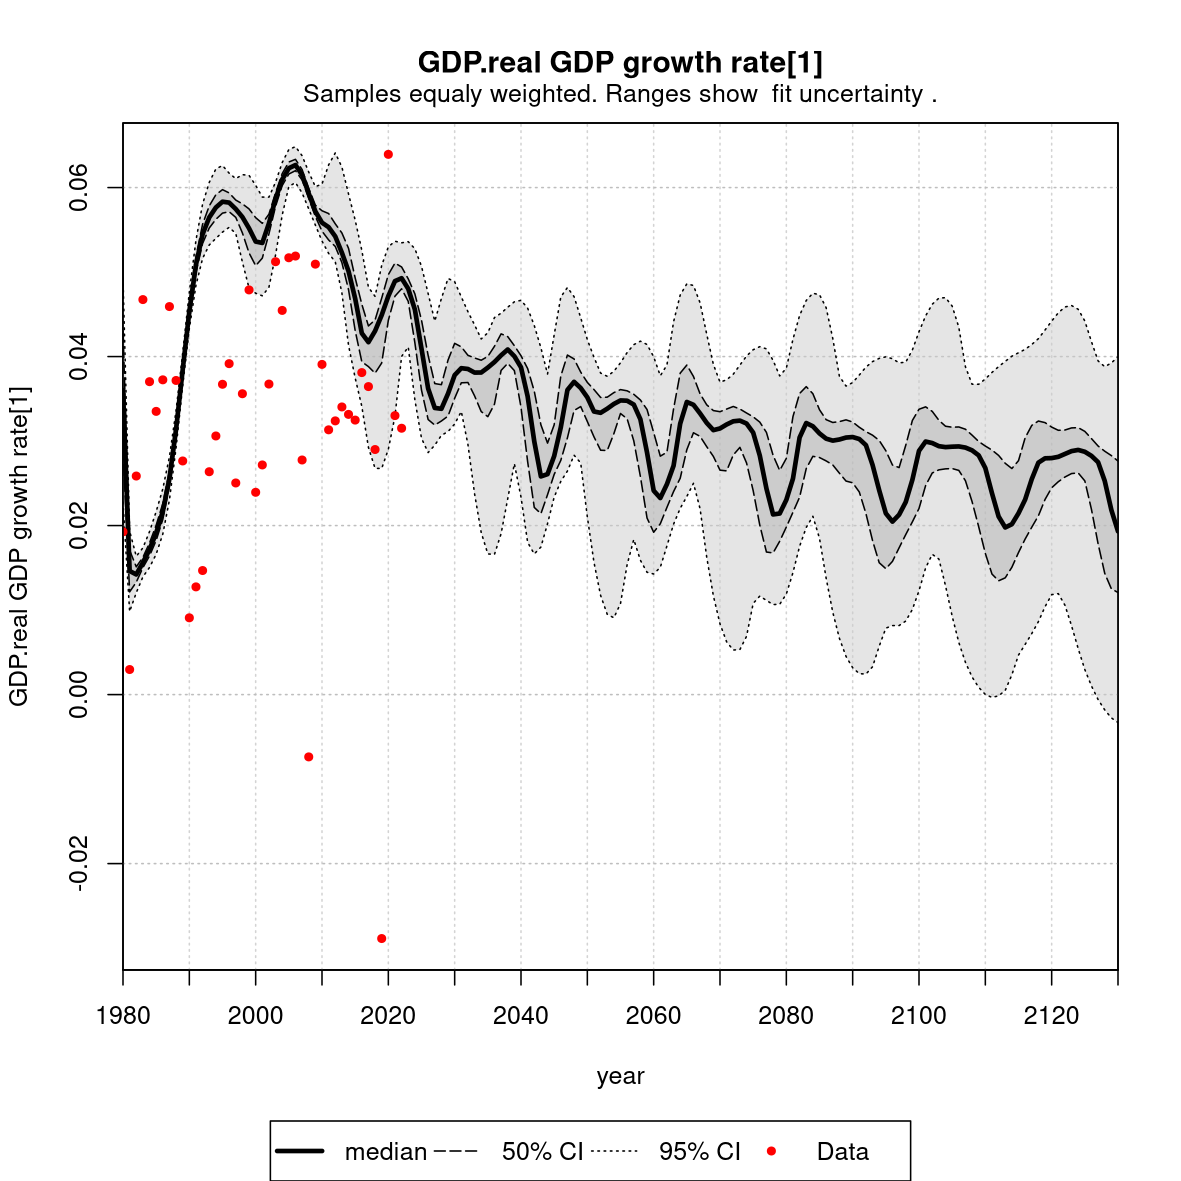 GDP.real GDP growth rate[1]
Samples equaly weighted. Ranges show  fit uncertainty .
GDP.real GDP growth rate[1]
0.06
0.04
0.02
0.00
-0.02
1980 2000 2020 2040 2060 2080 2100 2120
year
median 50% CI 95% CI Data